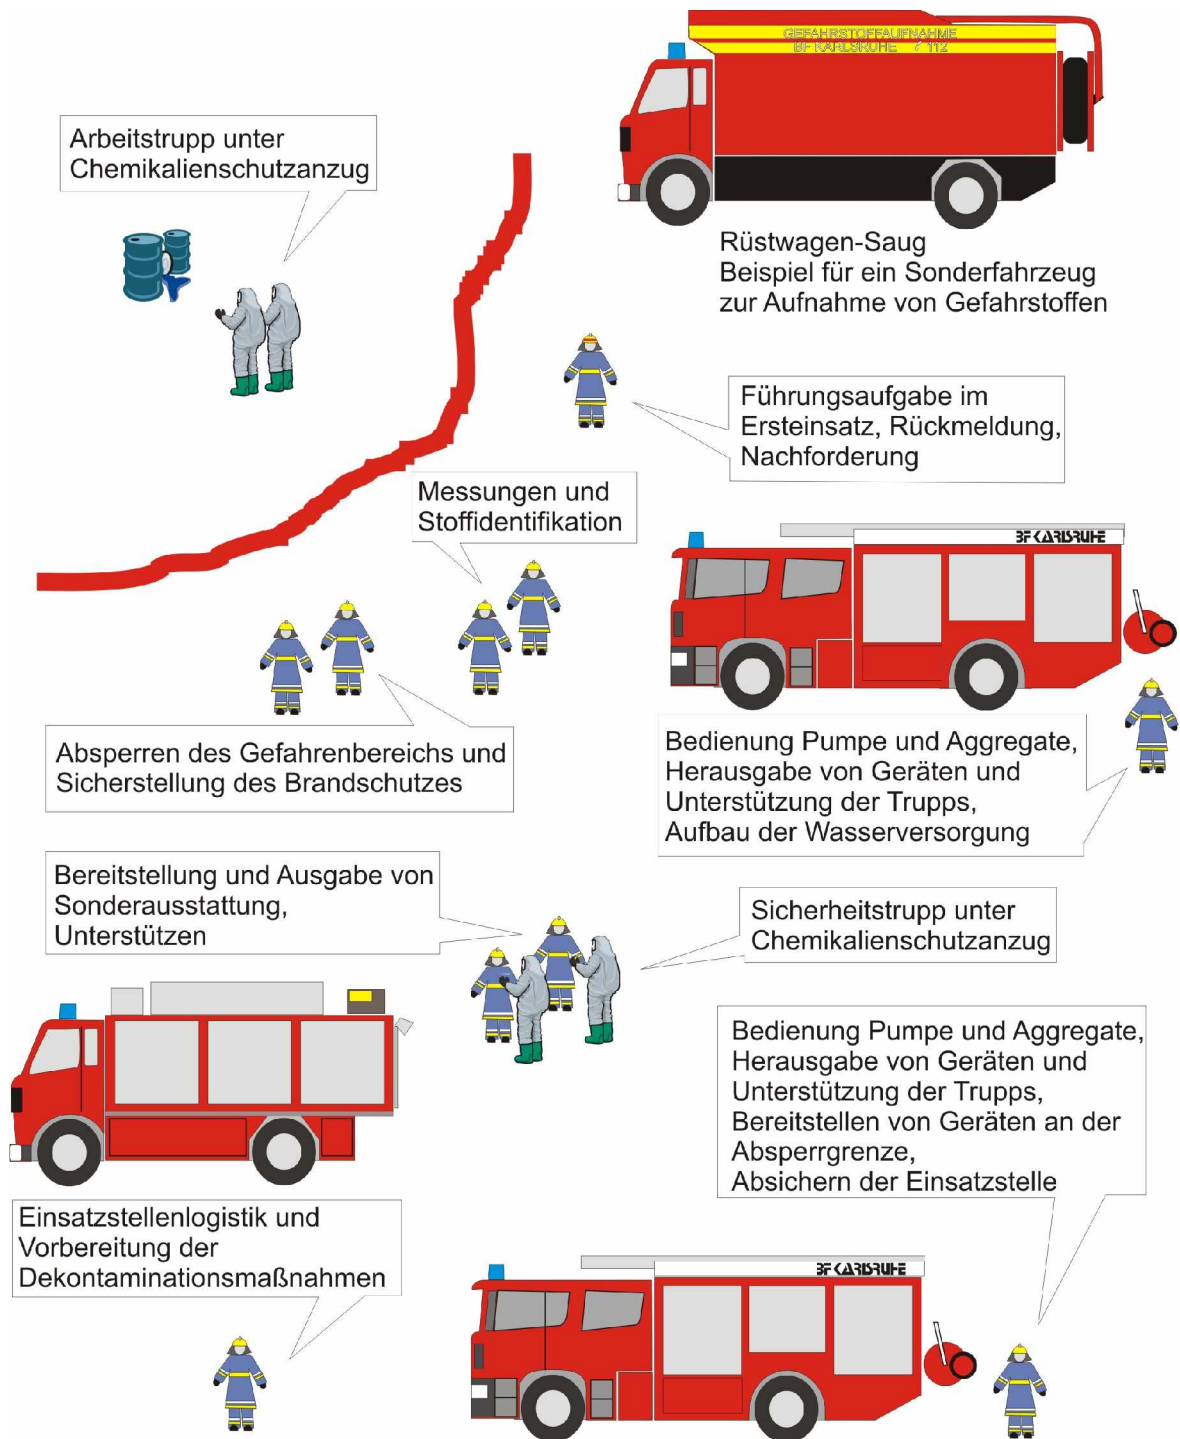 GEFAHRSTOFFAUFNAHME
BF KARLSRUHE 112
Arbeitstrupp unter
Chemikalienschutzanzug
Rüstwagen-Saug
Beispiel für ein Sonderfahrzeug
zur Aufnahme von Gefahrstoffen
Führungsaufgabe im
Ersteinsatz, Rückmeldung,
Nachforderung
Messungen und
Stoffidentifikation
BF KARLSRUHE
Absperren des Gefahrenbereichs und
Sicherstellung des Brandschutzes
Bedienung Pumpe und Aggregate,
Herausgabe von Geräten und
Unterstützung der Trupps,
Aufbau der Wasserversorgung
Bereitstellung und Ausgabe von
Sonderausstattung,
Unterstützen
Sicherheitstrupp unter
Chemikalienschutzanzug
Bedienung Pumpe und Aggregate,
Herausgabe von Geräten und
Unterstützung der Trupps,
Bereitstellen von Geräten an der
Absperrgrenze,
Absichern der Einsatzstelle
Einsatzstellenlogistik und
Vorbereitung der
Dekontaminationsmaßnahmen
BF KARLSRUHE